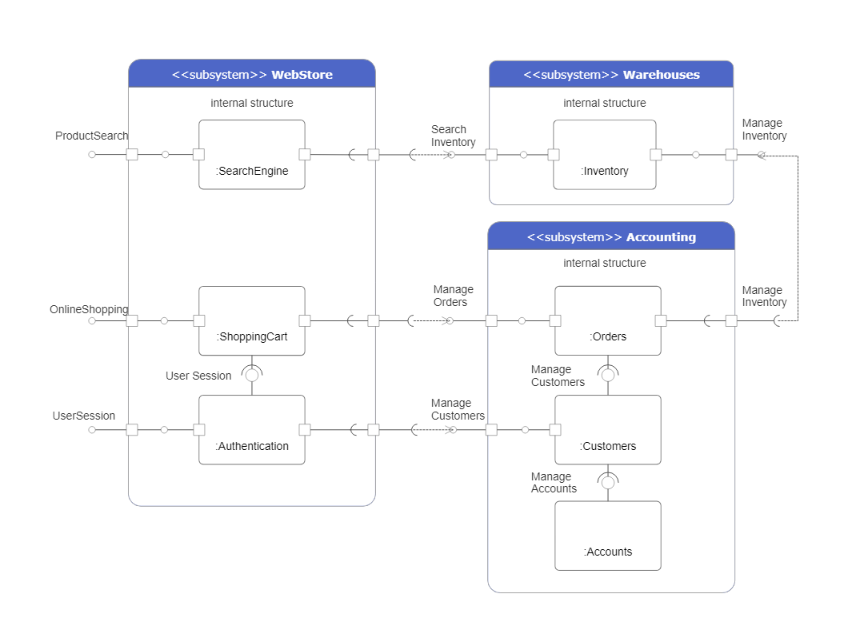 <<subsystem>> WebStore
<<subsystem>> Warehouses
internal structure
internal structure
ProductSearch
Search
Inventory
Manage
Inventory
:SearchEngine
:Inventory
<<subsystem>> Accounting
internal structure
OnlineShopping
Manage
Orders
Manage
Inventory
:ShoppingCart
:Orders
User Session
Manage
Customers
UserSession
Manage
Customers
:Authentication
:Customers
Manage
Accounts
:Accounts